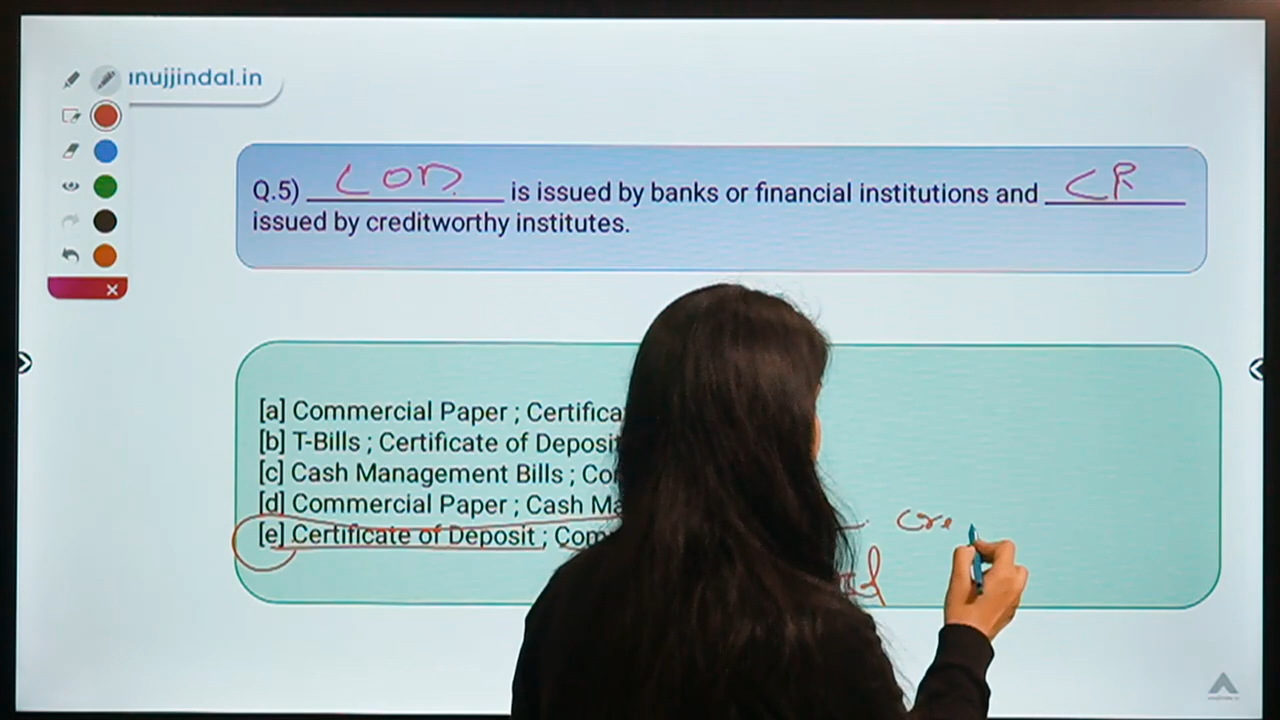 anujjindal.in
Q.5) COD is issued by banks or financial institutions and CP
issued by creditworthy institutes.
[a] Commercial Paper ; Certifica
[b] T-Bills ; Certificate of Deposit
[c] Cash Management Bills ; Co
[d] Commercial Paper ; Cash Ma
[e] Certificate of Deposit ; Com
cre